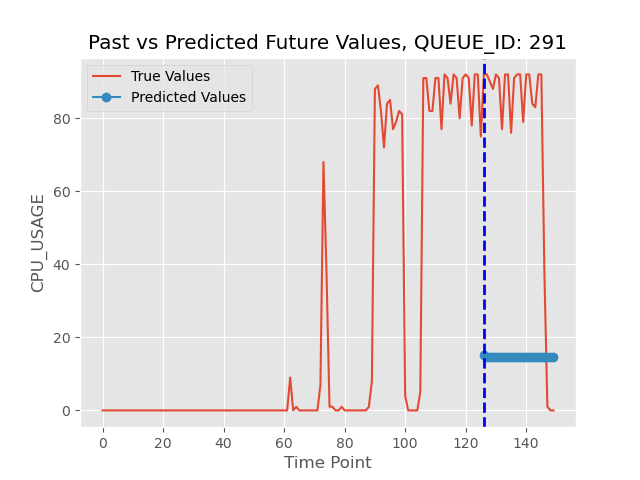 Past vs Predicted Future Values, QUEUE_ID: 291
True Values
Predicted Values
CPU_USAGE
80
60
40
20
0
0 20 40 60 80 100 120 140
Time Point